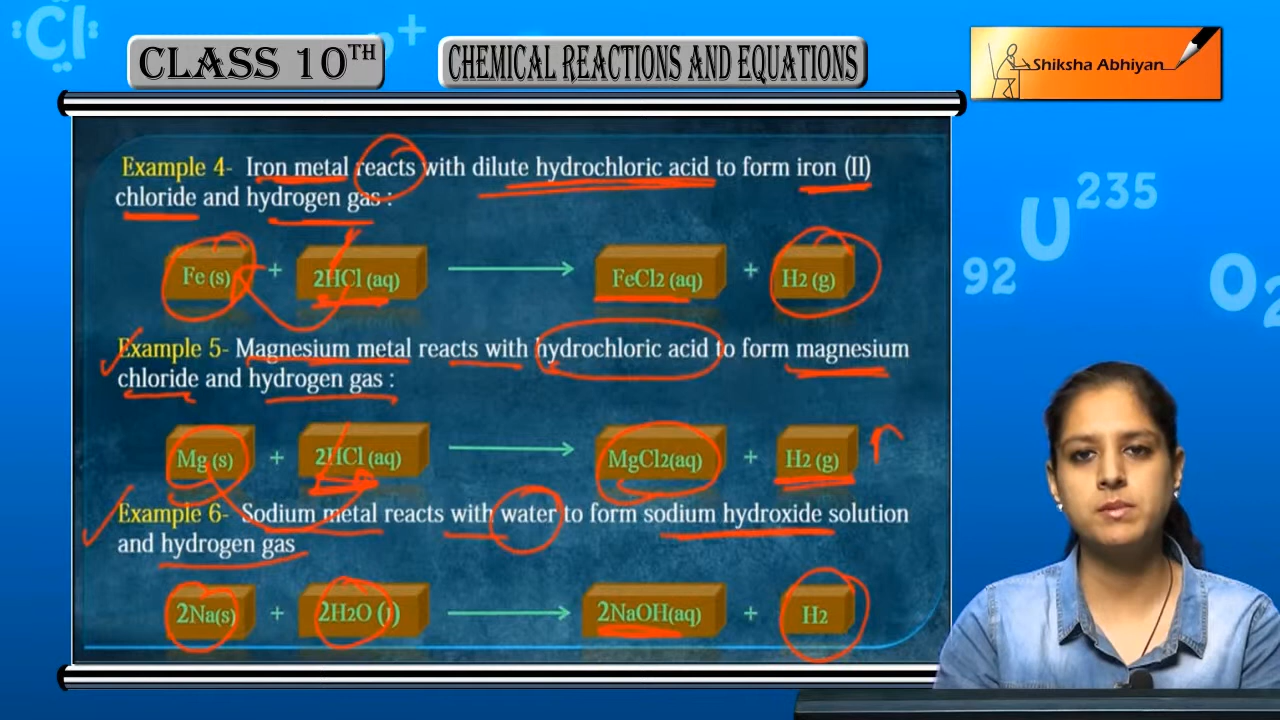 :Cl:
p+
CLASS 10TH
CHEMICAL REACTIONS AND EQUATIONS
Shiksha Abhiyan
Example 4- Iron metal reacts with dilute hydrochloric acid to form iron (II)
chloride and hydrogen gas :
Fe (s) + 2HCl (aq) → FeCl2 (aq) + H2 (g)
Example 5- Magnesium metal reacts with hydrochloric acid to form magnesium
chloride and hydrogen gas :
Mg (s) + 2HCl (aq) → MgCl2(aq) + H2 (g)
Example 6- Sodium metal reacts with water to form sodium hydroxide solution
and hydrogen gas
2Na(s) + 2H2O (l) → 2NaOH(aq) + H2
92 U 235
O2